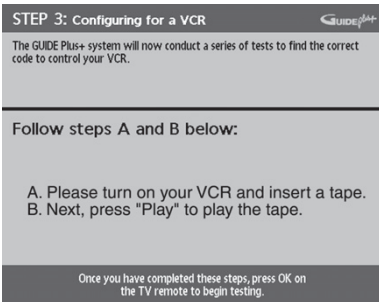 STEP 3: Configuring for a VCR
GUIDEplus+
The GUIDE Plus+ system will now conduct a series of tests to find the correct
code to control your VCR.
Follow steps A and B below:
A. Please turn on your VCR and insert a tape.
B. Next, press "Play" to play the tape.
Once you have completed these steps, press OK on
the TV remote to begin testing.